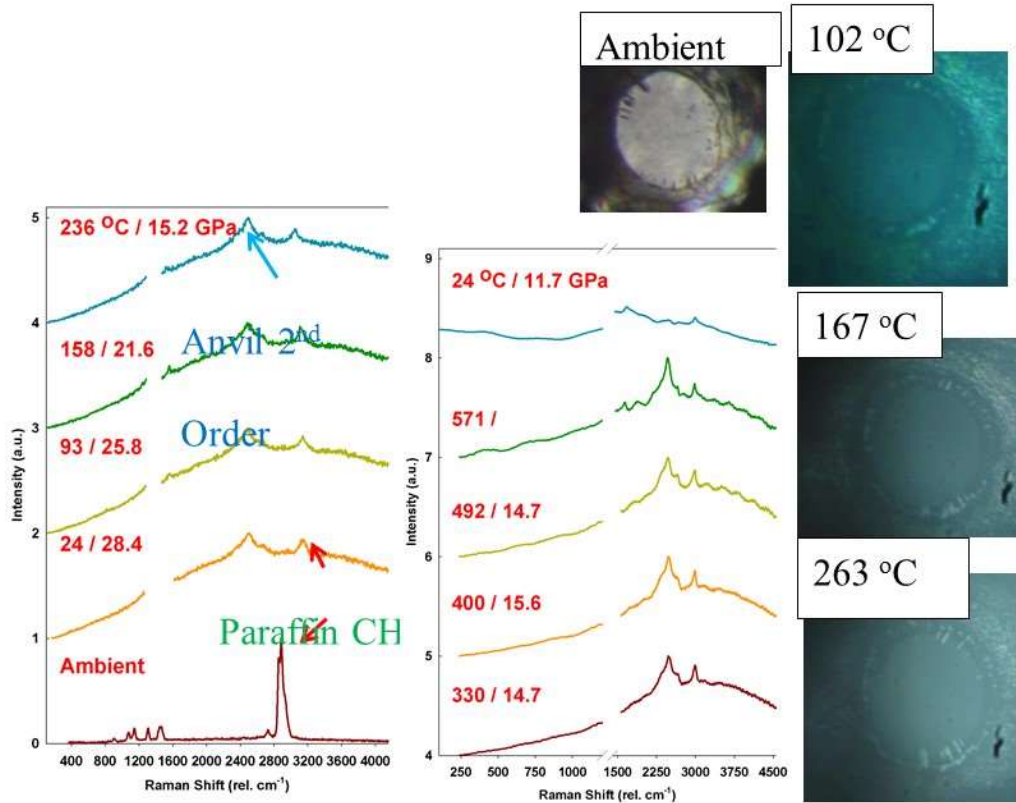 Ambient
102 °C
167 °C
263 °C
5
4
3
2
1
0
Intensity (a.u.)
236 °C / 15.2 GPa
158 / 21.6
Anvil 2nd
93 / 25.8
Order
24 / 28.4
Paraffin CH
Ambient
400 800 1200 1600 2000 2400 2800 3200 3600 4000
Raman Shift (rel. cm-1)
9
8
7
6
5
4
Intensity (a.u.)
24 °C / 11.7 GPa
571 /
492 / 14.7
400 / 15.6
330 / 14.7
250 500 750 1000 1500 2250 3000 3750 4500
Raman Shift (rel. cm-1)